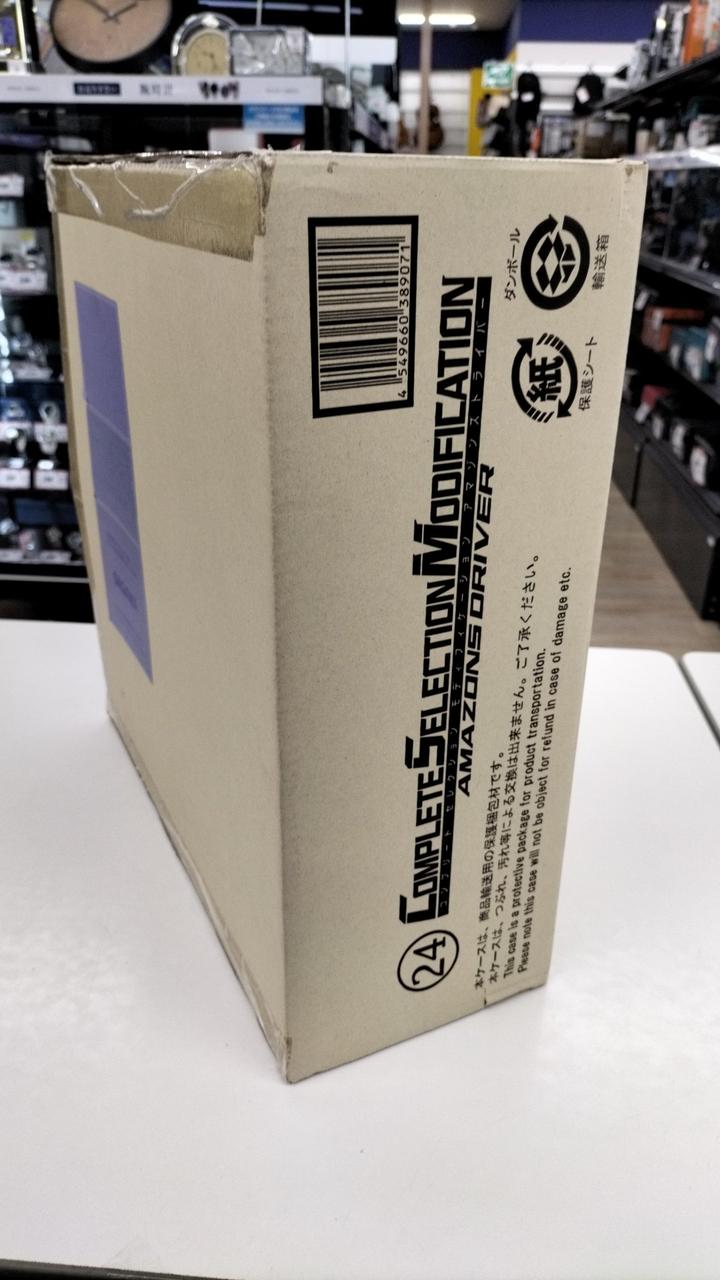 4 549660 389071
ダンボール
輸送箱
紙
保護シート
24
COMPLETE SELECTION MODIFICATION
コンプリート セレクション モディフィケーション アマゾンズドライバー
AMAZONS DRIVER
本ケースは、商品輸送用の保護梱包材です。
本ケースは、つぶれ、汚れ等による交換は出来ません。ご了承ください。
This case is a protective package for product transportation.
Please note this case will not be object for refund in case of damage etc.